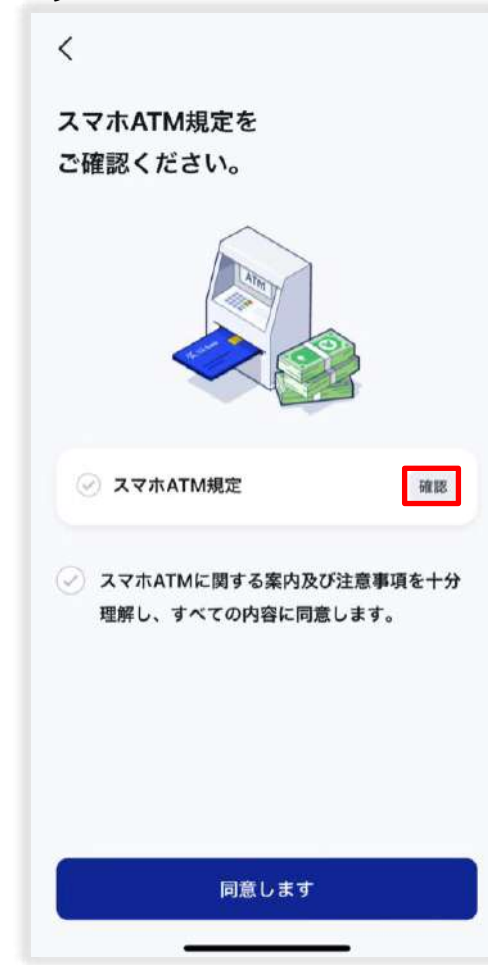 スマホATM規定を
ご確認ください。
ATM
スマホATM規定
確認
スマホATMに関する案内及び注意事項を十分
理解し、すべての内容に同意します。
同意します